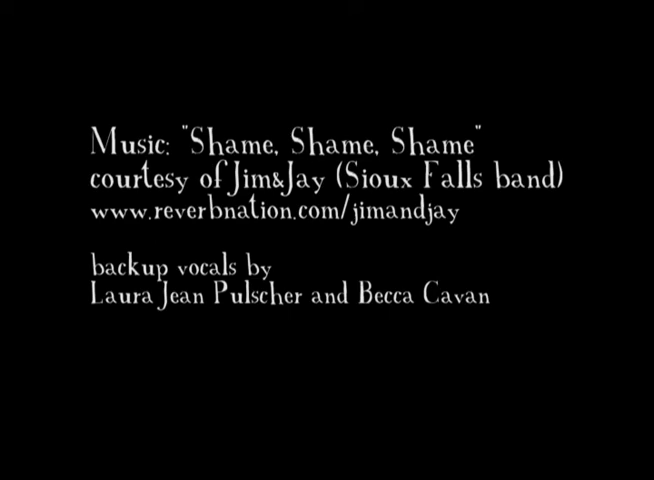 Music: "Shame, Shame, Shame"
courtesy of Jim&Jay (Sioux Falls band)
www.reverbnation.com/jimandjay
backup vocals by
Laura Jean Pulscher and Becca Cavan